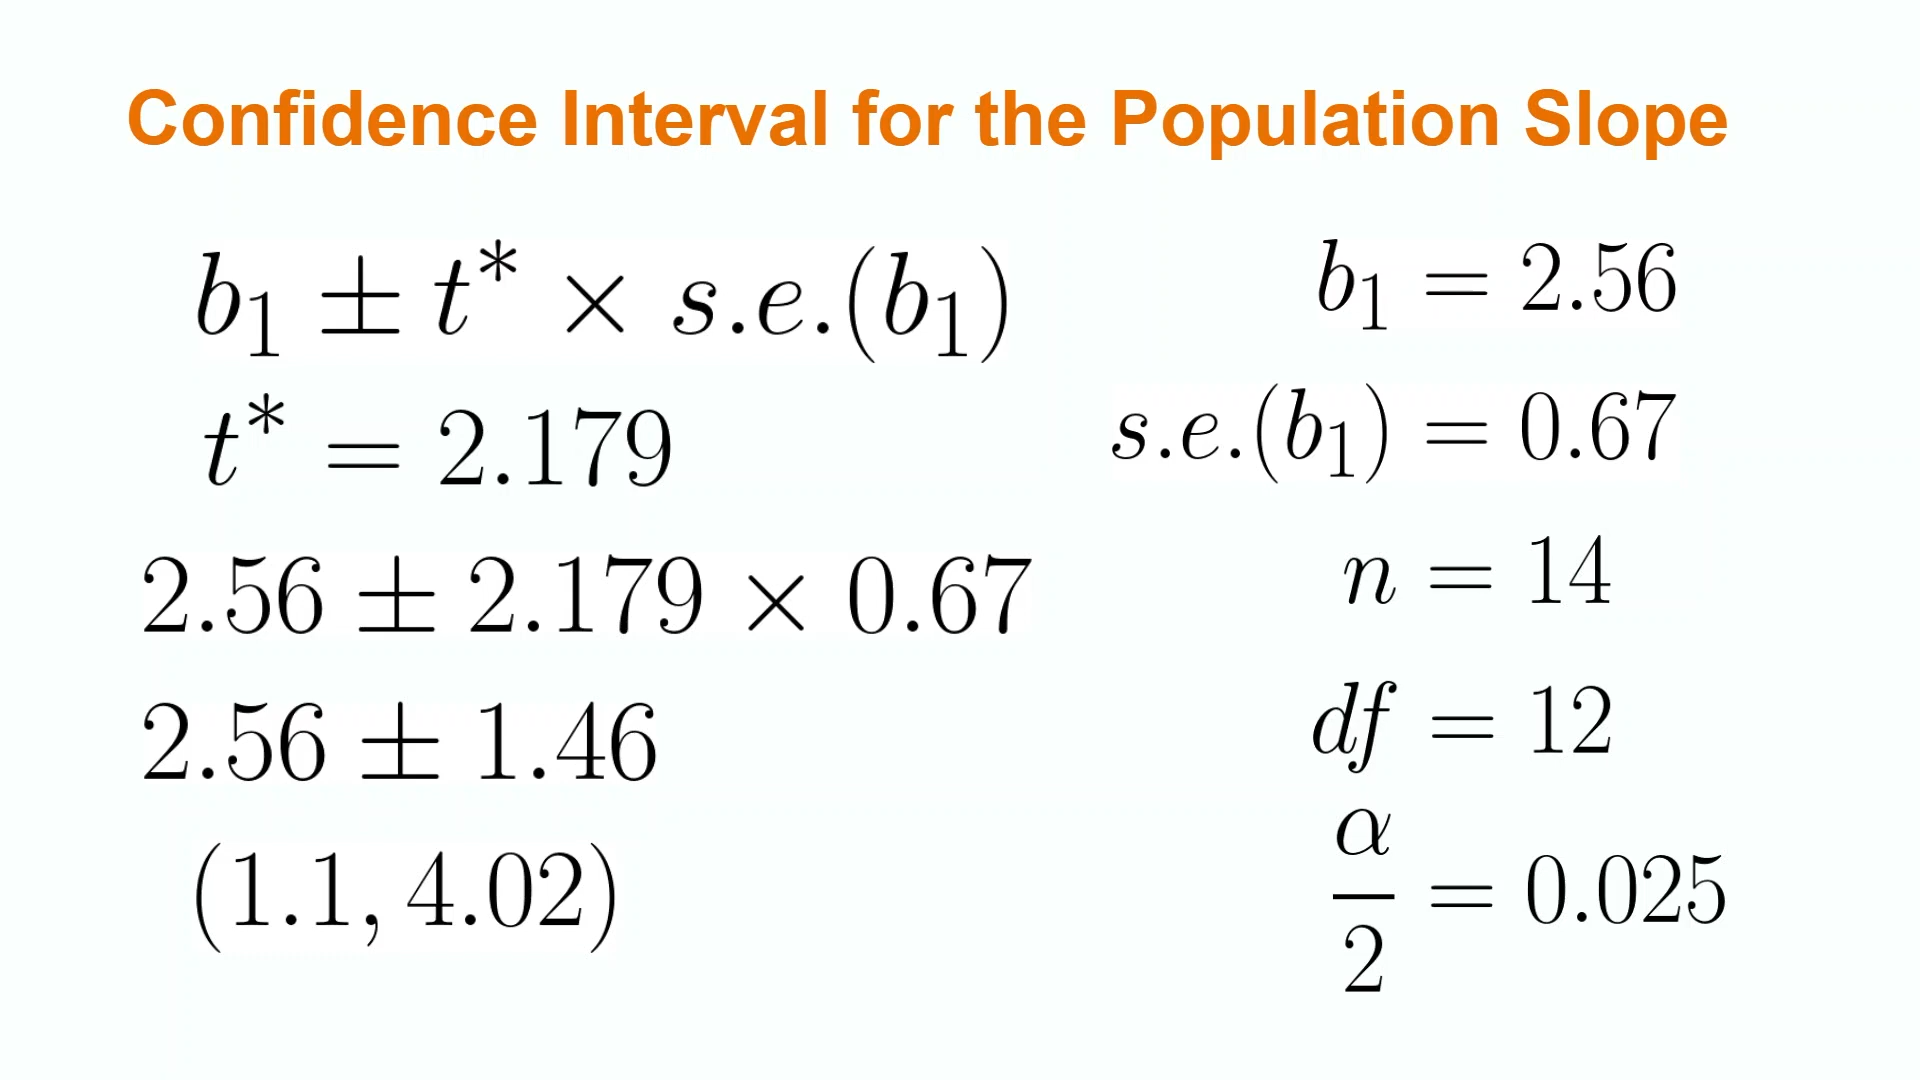 Confidence Interval for the Population Slope
b₁ ± t* × s.e.(b₁)
t* = 2.179
2.56 ± 2.179 × 0.67
2.56 ± 1.46
(1.1, 4.02)
b₁ = 2.56
s.e.(b₁) = 0.67
n = 14
df = 12
α/2 = 0.025